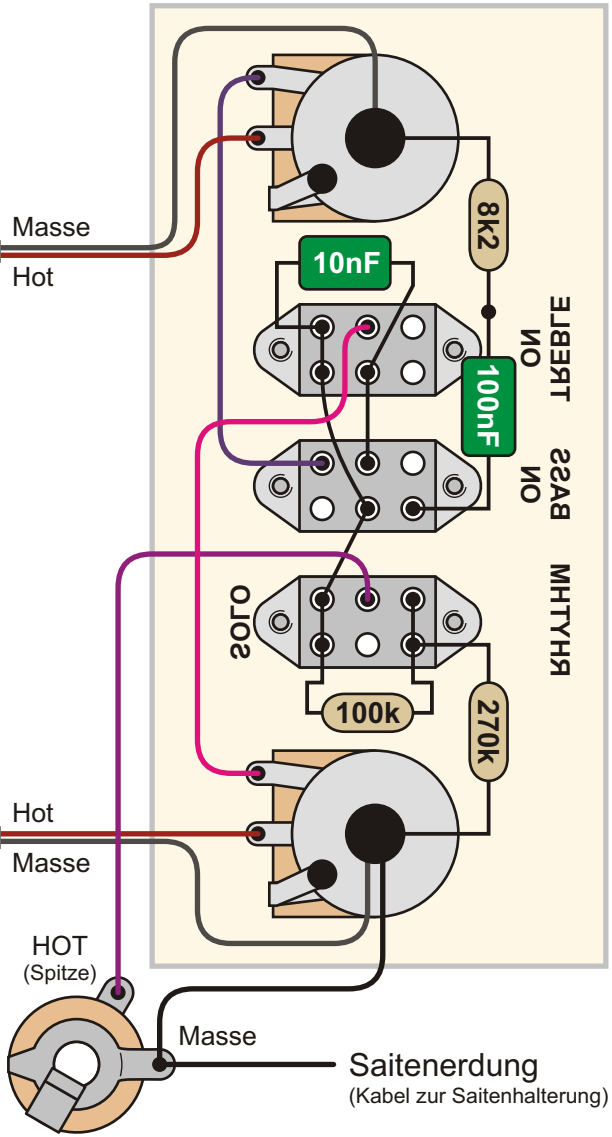 Masse
Hot
8k2
10nF
TREBLE
ON
100nF
BASS
ON
SOLO
RHYTHM
100k
270k
Hot
Masse
HOT
(Spitze)
Masse
Saitenerdung
(Kabel zur Saitenhalterung)